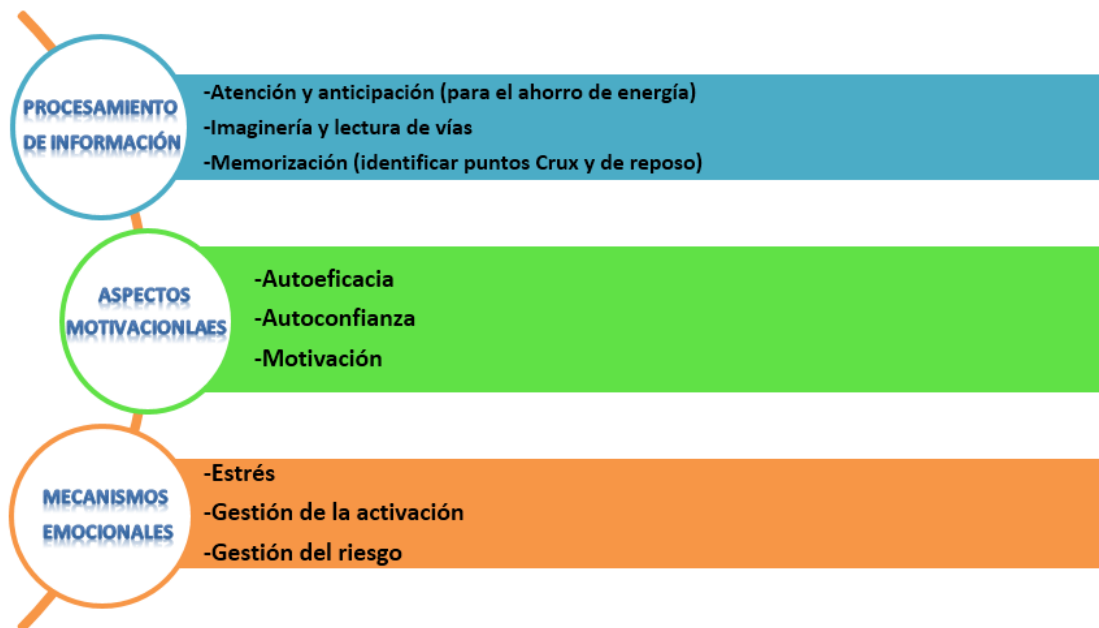 PROCESAMIENTO
DE INFORMACIÓN
-Atención y anticipación (para el ahorro de energía)
-Imaginería y lectura de vías
-Memorización (identificar puntos Crux y de reposo)
ASPECTOS
MOTIVACIONLAES
-Autoeficacia
-Autoconfianza
-Motivación
MECANISMOS
EMOCIONALES
-Estrés
-Gestión de la activación
-Gestión del riesgo